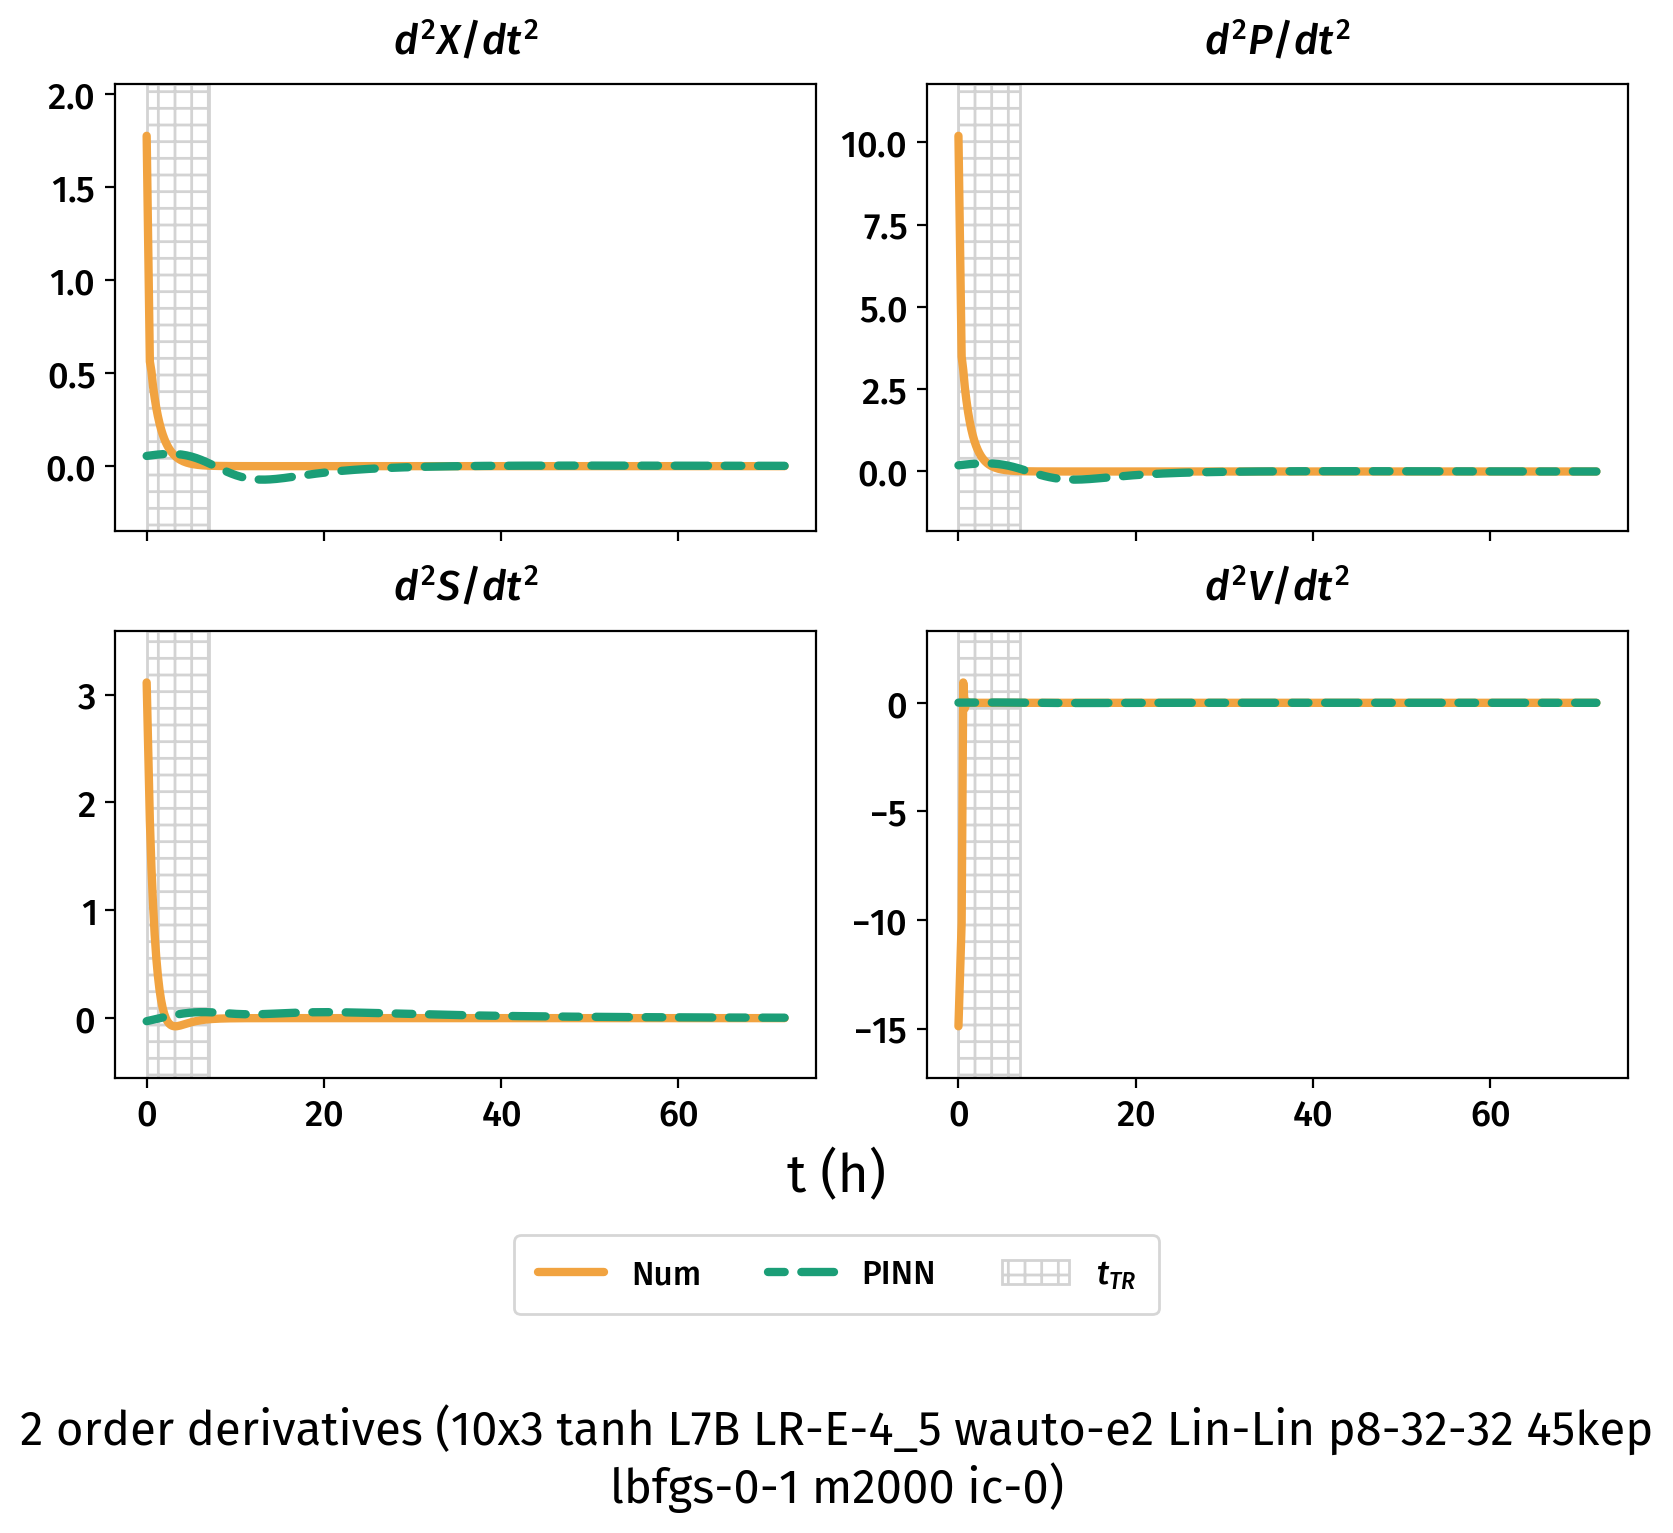 d²X/dt²
2.0
1.5
1.0
0.5
0.0
d²P/dt²
10.0
7.5
5.0
2.5
0.0
d²S/dt²
3
2
1
0
0 20 40 60
d²V/dt²
0
−5
−10
−15
0 20 40 60
t (h)
Num PINN t_TR
2 order derivatives (10x3 tanh L7B LR-E-4_5 wauto-e2 Lin-Lin p8-32-32 45kep
lbfgs-0-1 m2000 ic-0)